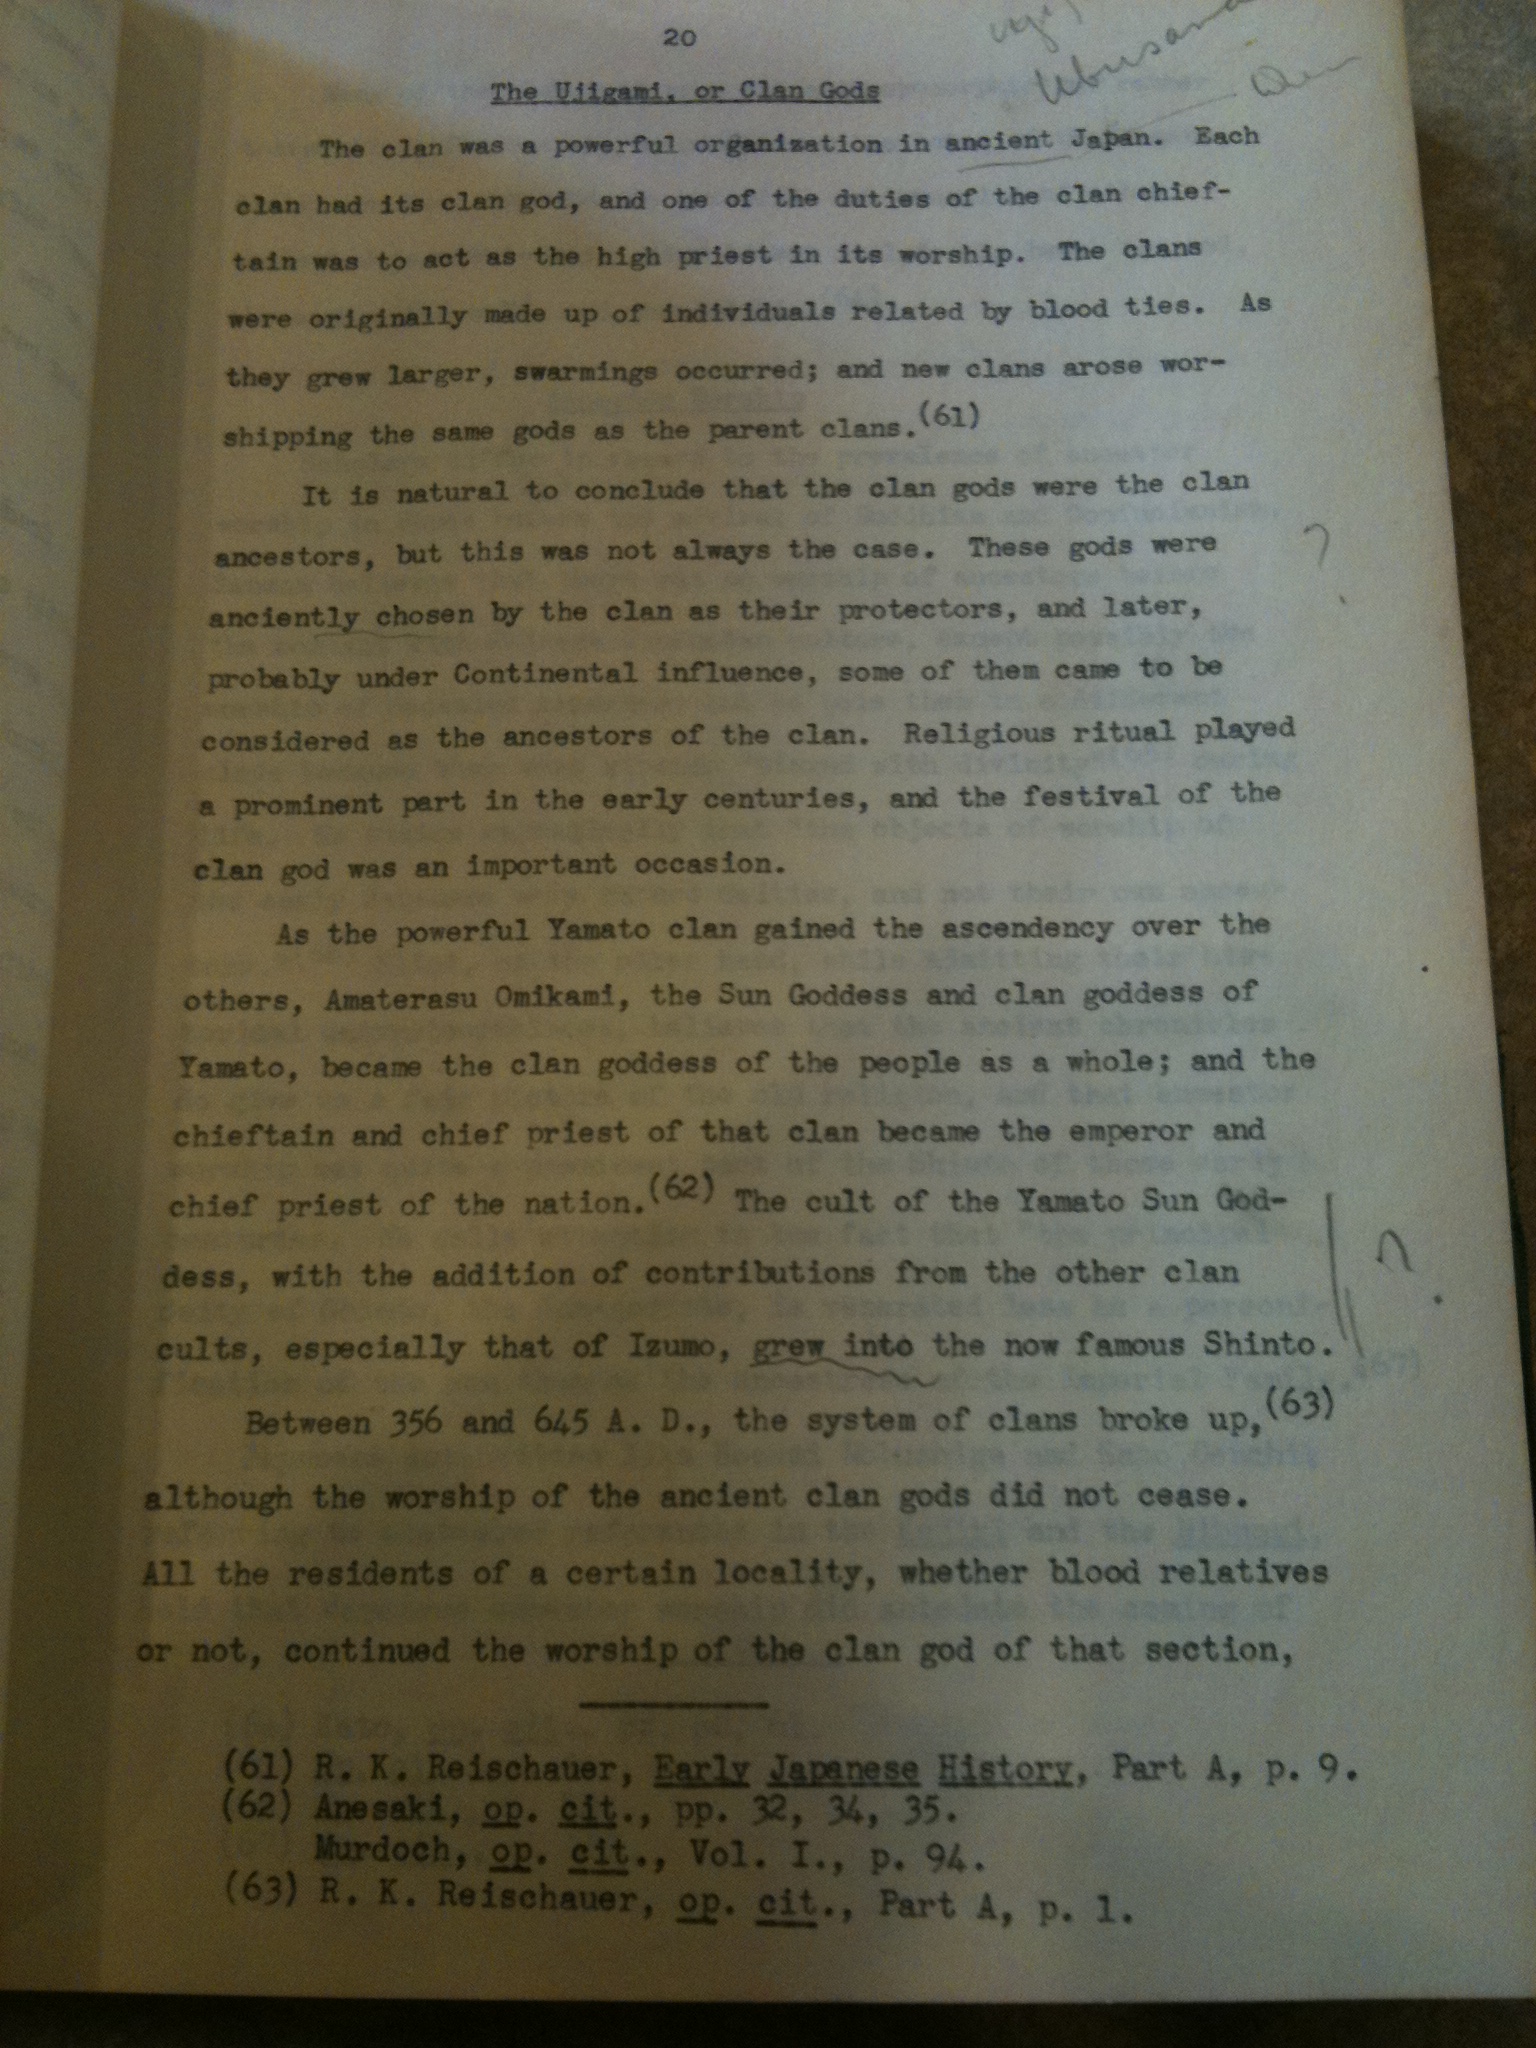 20
Ubusana
The Ujigami, or Clan Gods
The clan was a powerful organization in ancient Japan. Each
clan had its clan god, and one of the duties of the clan chief-
tain was to act as the high priest in its worship. The clans
were originally made up of individuals related by blood ties. As
they grew larger, swarmings occurred; and new clans arose wor-
shipping the same gods as the parent clans.(61)
It is natural to conclude that the clan gods were the clan
ancestors, but this was not always the case. These gods were
?
anciently chosen by the clan as their protectors, and later,
probably under Continental influence, some of them came to be
considered as the ancestors of the clan. Religious ritual played
a prominent part in the early centuries, and the festival of the
clan god was an important occasion.
As the powerful Yamato clan gained the ascendency over the
others, Amaterasu Omikami, the Sun Goddess and clan goddess of
Yamato, became the clan goddess of the people as a whole; and the
chieftain and chief priest of that clan became the emperor and
chief priest of the nation.(62) The cult of the Yamato Sun God-
dess, with the addition of contributions from the other clan
?
cults, especially that of Izumo, grew into the now famous Shinto.
Between 356 and 645 A. D., the system of clans broke up,(63)
although the worship of the ancient clan gods did not cease.
All the residents of a certain locality, whether blood relatives
or not, continued the worship of the clan god of that section,
(61) R. K. Reischauer, Early Japanese History, Part A, p. 9.
(62) Anesaki, op. cit., pp. 32, 34, 35.
Murdoch, op. cit., Vol. I., p. 94.
(63) R. K. Reischauer, op. cit., Part A, p. 1.